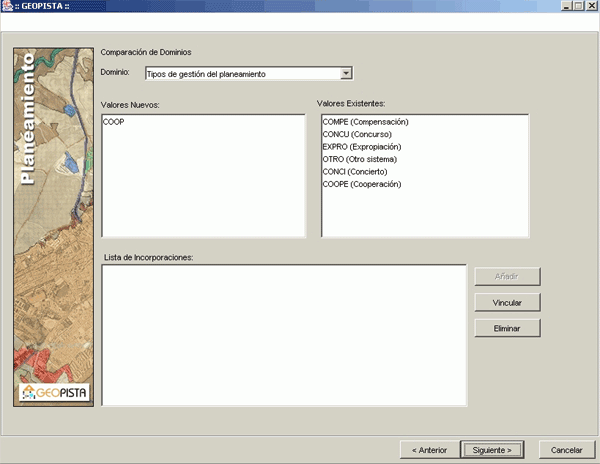 :: GEOPISTA ::
Planeamiento
Comparación de Dominios
Dominio:
Tipos de gestión del planeamiento
Valores Nuevos:
COOP
Valores Existentes:
COMPE (Compensación)
CONCU (Concurso)
EXPRO (Expropiación)
OTRO (Otro sistema)
CONCI (Concierto)
COOPE (Cooperación)
Lista de Incorporaciones:
Añadir
Vincular
Eliminar
GEOPISTA
< Anterior
Siguiente >
Cancelar